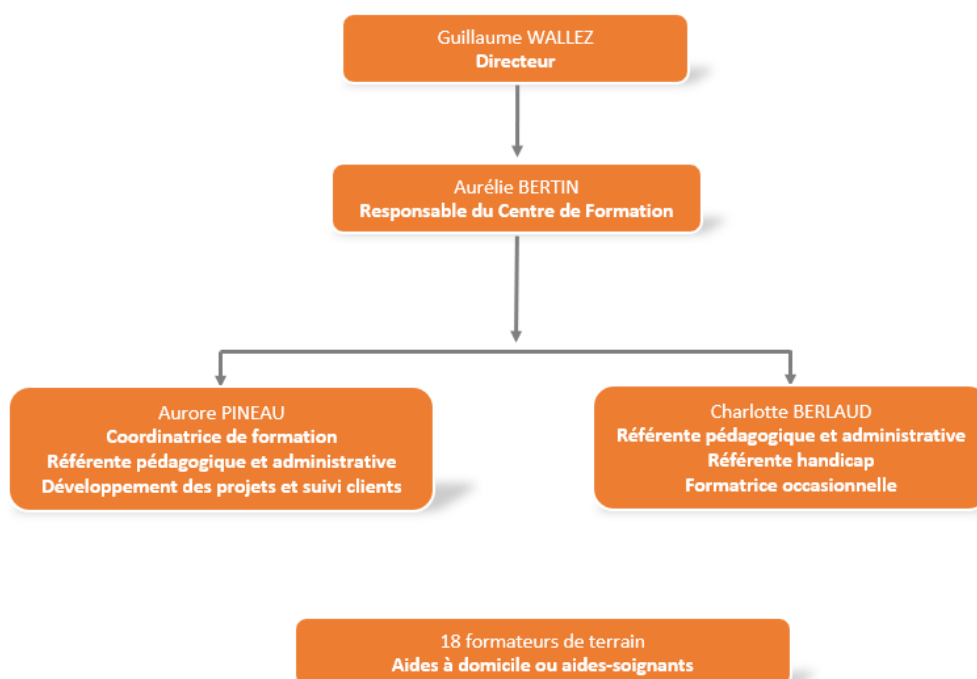 Guillaume WALLEZ
Directeur
Aurélie BERTIN
Responsable du Centre de Formation
Aurore PINEAU
Coordinatrice de formation
Référente pédagogique et administrative
Développement des projets et suivi clients
Charlotte BERLAUD
Référente pédagogique et administrative
Référente handicap
Formatrice occasionnelle
18 formateurs de terrain
Aides à domicile ou aides-soignants